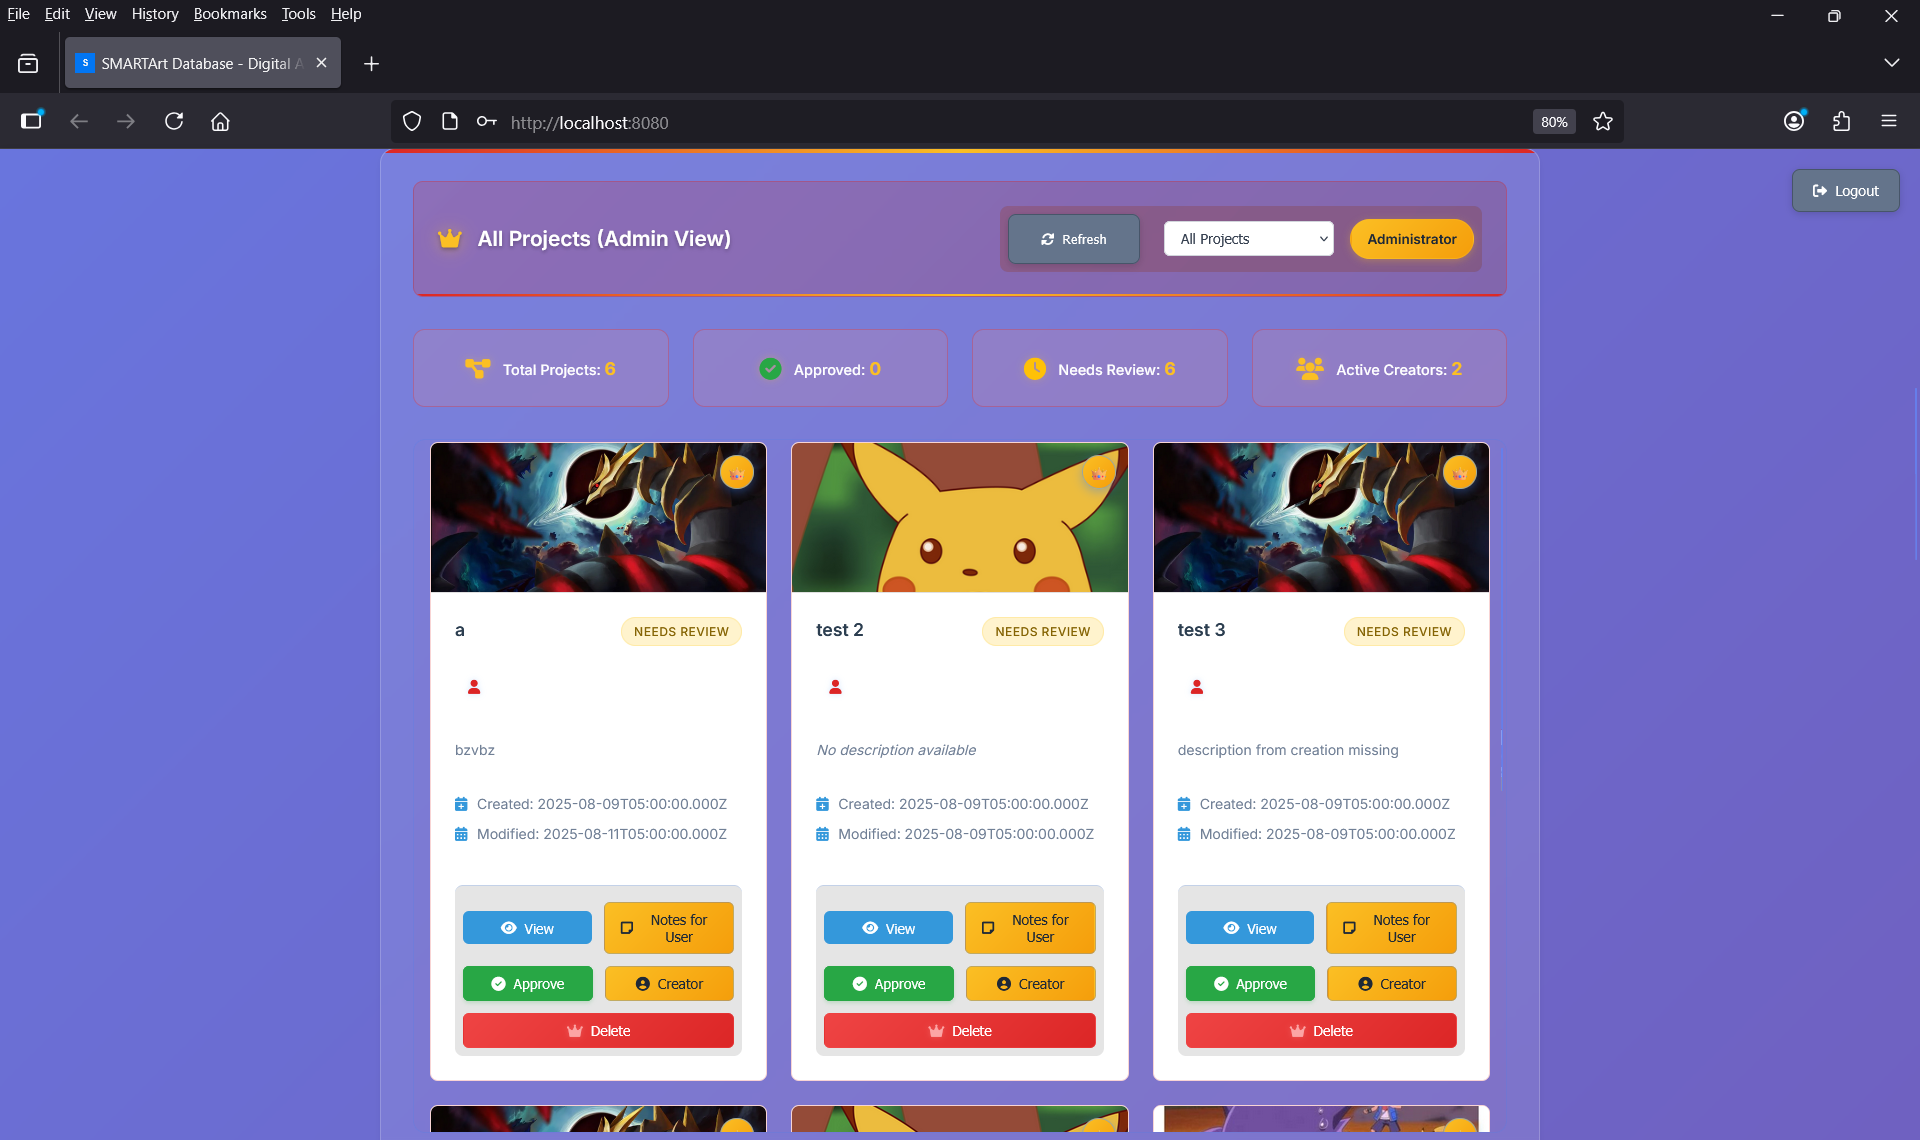 File Edit View History Bookmarks Tools Help
S SMARTArt Database - Digital A
http://localhost:8080
80%
Logout
All Projects (Admin View)
Refresh
All Projects
Administrator
Total Projects: 6
Approved: 0
Needs Review: 6
Active Creators: 2
a
NEEDS REVIEW
bzvbz
Created: 2025-08-09T05:00:00.000Z
Modified: 2025-08-11T05:00:00.000Z
View
Notes for
User
Approve
Creator
Delete
test 2
NEEDS REVIEW
No description available
Created: 2025-08-09T05:00:00.000Z
Modified: 2025-08-09T05:00:00.000Z
View
Notes for
User
Approve
Creator
Delete
test 3
NEEDS REVIEW
description from creation missing
Created: 2025-08-09T05:00:00.000Z
Modified: 2025-08-09T05:00:00.000Z
View
Notes for
User
Approve
Creator
Delete